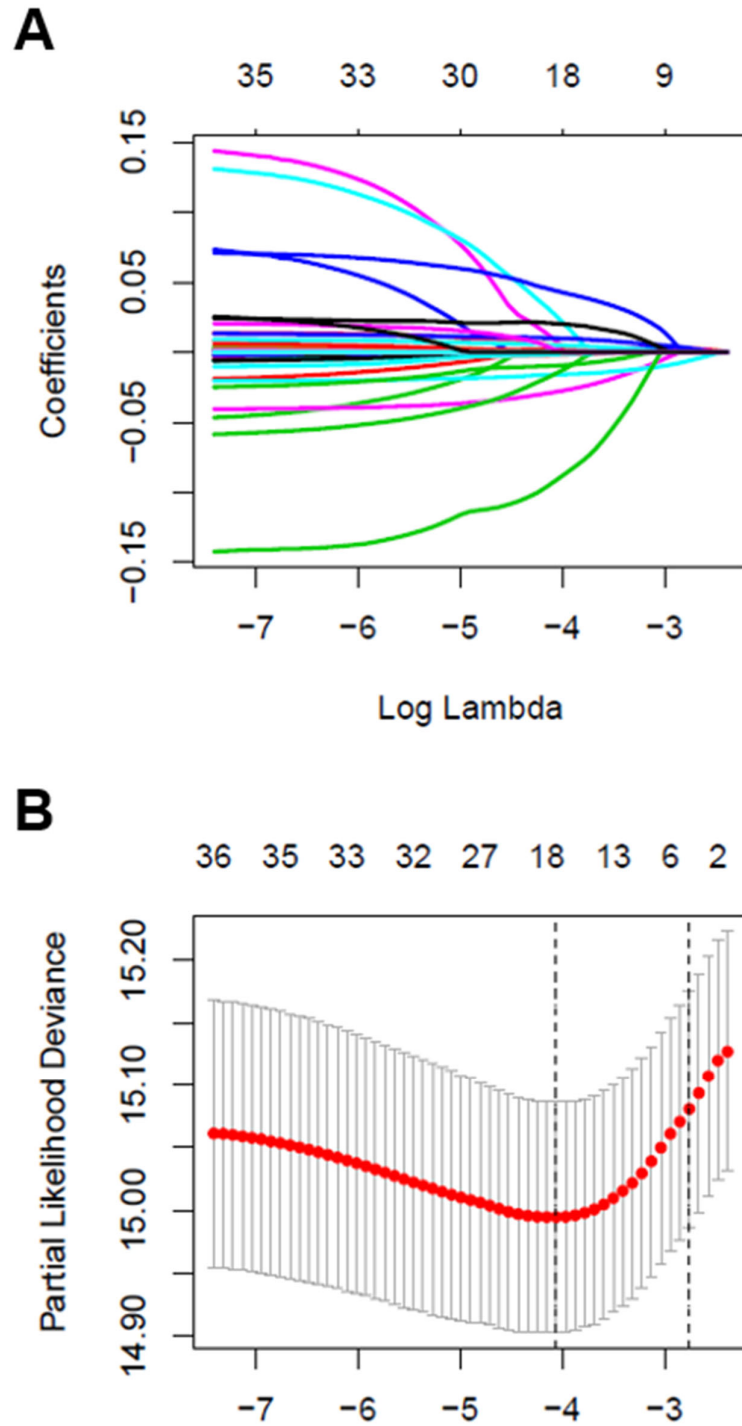 A
35 33 30 18 9
0.15
0.05
−0.05
−0.15
Coefficients
−7 −6 −5 −4 −3
Log Lambda
B
36 35 33 32 27 18 13 6 2
15.20
15.10
15.00
14.90
Partial Likelihood Deviance
−7 −6 −5 −4 −3